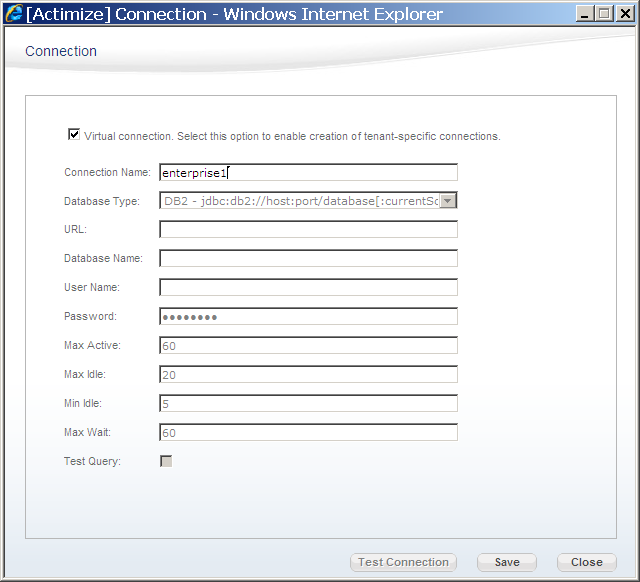 [Actimize] Connection - Windows Internet Explorer
Connection
Virtual connection. Select this option to enable creation of tenant-specific connections.
Connection Name: enterprise1
Database Type: DB2 - jdbc:db2://host:port/database[:currentSc
URL:
Database Name:
User Name:
Password: ●●●●●●●●
Max Active: 60
Max Idle: 20
Min Idle: 5
Max Wait: 60
Test Query:
Test Connection Save Close